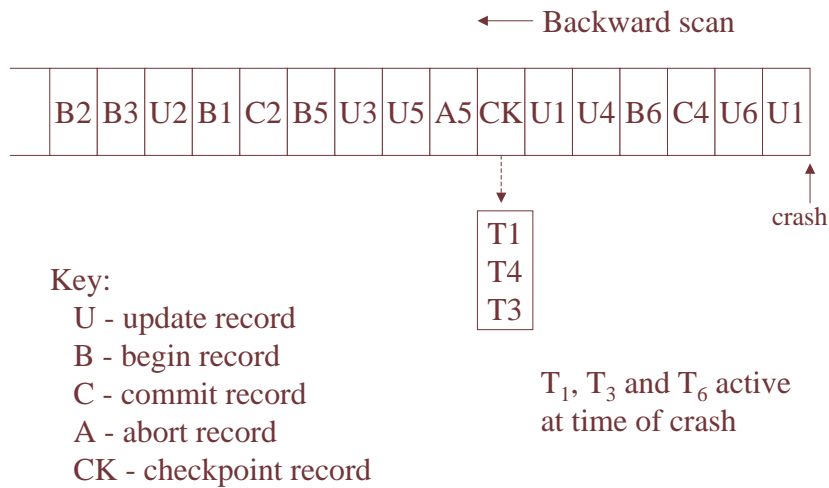 Backward scan
B2 B3 U2 B1 C2 B5 U3 U5 A5 CK U1 U4 B6 C4 U6 U1
crash
T1
T4
T3
Key:
U - update record
B - begin record
C - commit record
A - abort record
CK - checkpoint record
T₁, T₃ and T₆ active
at time of crash